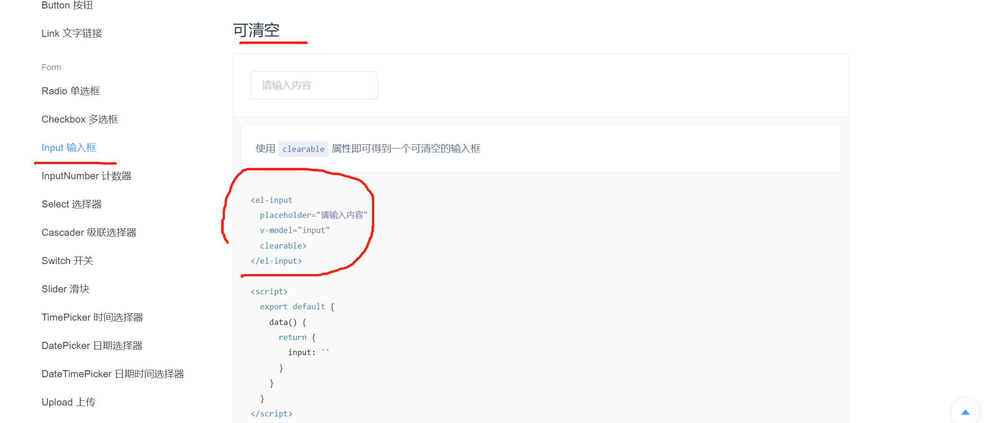 Button 按钮
Link 文字链接
Form
Radio 单选框
Checkbox 多选框
Input 输入框
InputNumber 计数器
Select 选择器
Cascader 级联选择器
Switch 开关
Slider 滑块
TimePicker 时间选择器
DatePicker 日期选择器
DateTimePicker 日期时间选择器
Upload 上传
可清空
请输入内容
使用 clearable 属性即可得到一个可清空的输入框
<el-input
  placeholder="请输入内容"
  v-model="input"
  clearable>
</el-input>
<script>
  export default {
    data() {
      return {
        input: ''
      }
    }
  }
</script>